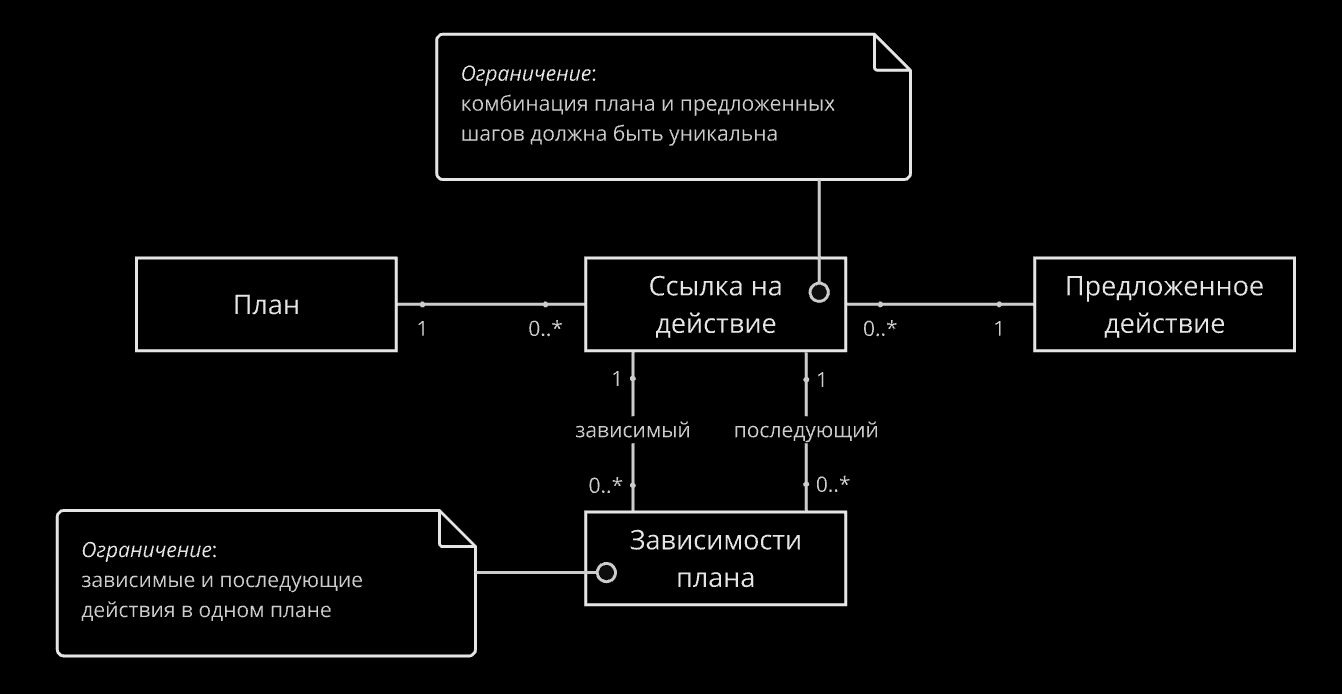 Ограничение:
комбинация плана и предложенных
шагов должна быть уникальна
План
1
0..*
Ссылка на
действие
0..*
1
Предложенное
действие
1
1
зависимый
последующий
0..*
0..*
Ограничение:
зависимые и последующие
действия в одном плане
Зависимости
плана